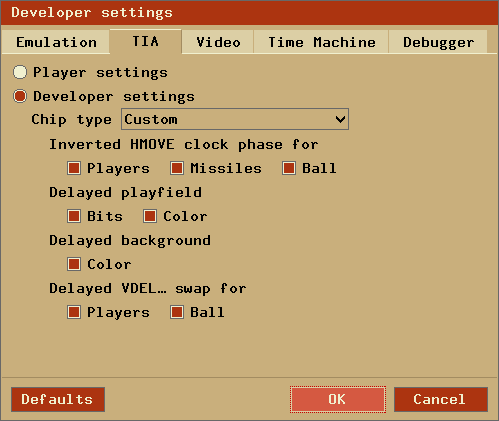 Developer settings
Emulation TIA Video Time Machine Debugger
Player settings
Developer settings
Chip type Custom
Inverted HMOVE clock phase for
Players Missiles Ball
Delayed playfield
Bits Color
Delayed background
Color
Delayed VDEL… swap for
Players Ball
Defaults OK Cancel